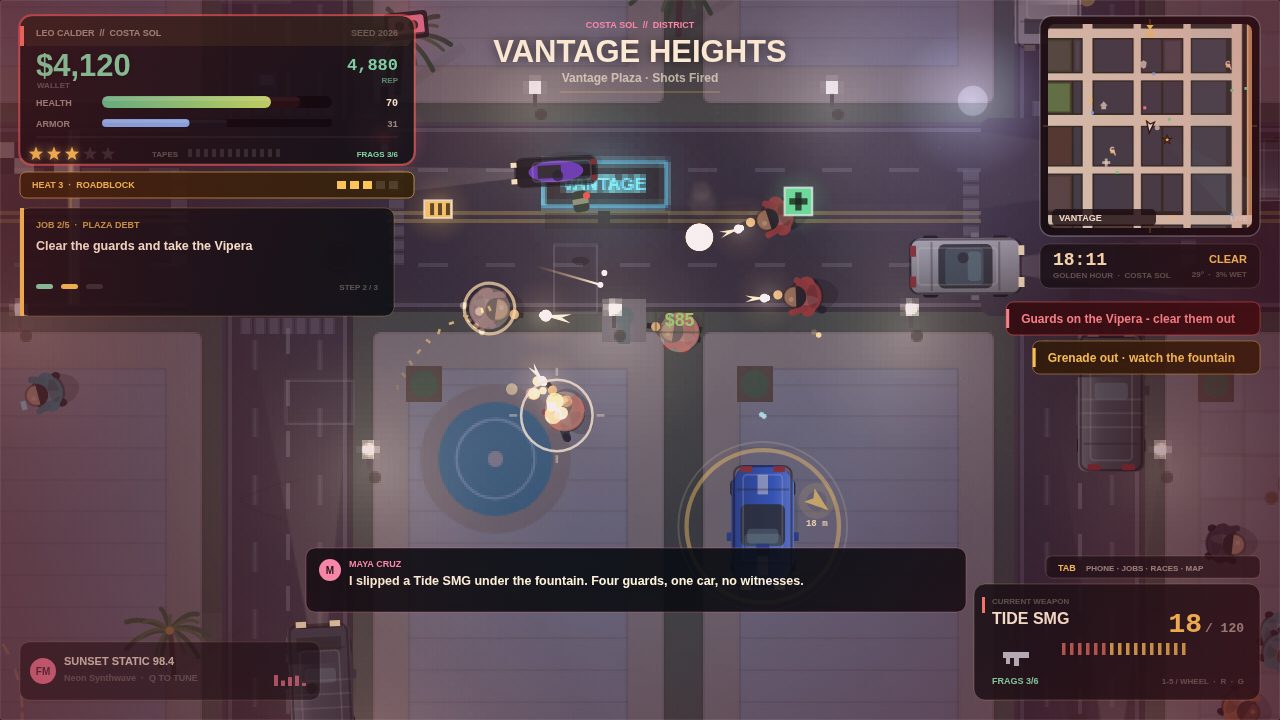 LEO CALDER // COSTA SOL
SEED 2026
$4,120
WALLET
4,880
REP
HEALTH
70
ARMOR
31
TAPES
FRAGS 3/6
HEAT 3 · ROADBLOCK
JOB 2/5 · PLAZA DEBT
Clear the guards and take the Vipera
STEP 2 / 3
COSTA SOL // DISTRICT
VANTAGE HEIGHTS
Vantage Plaza · Shots Fired
VANTAGE
$85
18 m
VANTAGE
18:11
CLEAR
GOLDEN HOUR · COSTA SOL
29° · 3% WET
Guards on the Vipera - clear them out
Grenade out · watch the fountain
M
MAYA CRUZ
I slipped a Tide SMG under the fountain. Four guards, one car, no witnesses.
TAB PHONE · JOBS · RACES · MAP
CURRENT WEAPON
TIDE SMG
18 / 120
FRAGS 3/6
1-5 / WHEEL · R · G
FM
SUNSET STATIC 98.4
Neon Synthwave · Q TO TUNE